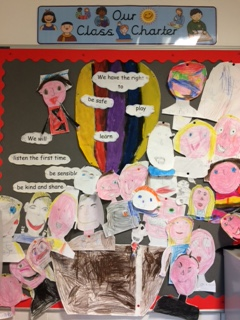 Our
Class Charter
We have the right
to
be safe
play
learn
We will
listen the first time
be sensible
be kind and share